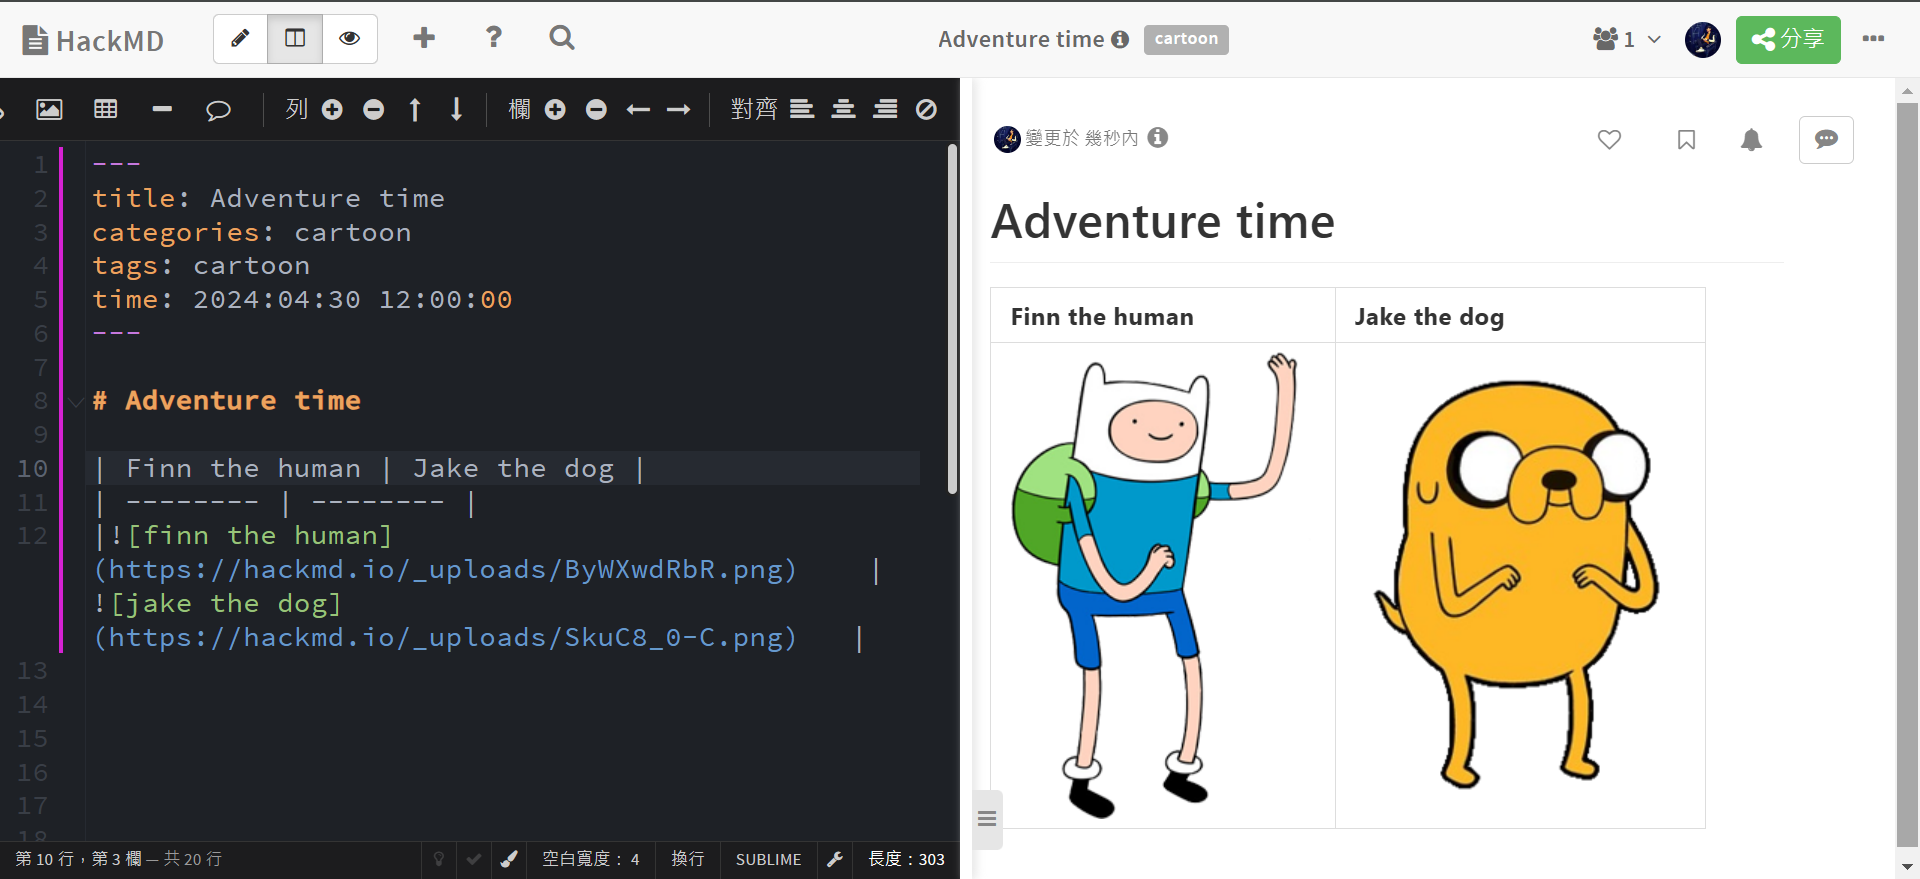 HackMD
Adventure time
cartoon
1
分享
列
欄
對齊
1 ---
2 title: Adventure time
3 categories: cartoon
4 tags: cartoon
5 time: 2024:04:30 12:00:00
6 ---
7
8 # Adventure time
9
10 | Finn the human | Jake the dog |
11 | -------- | -------- |
12 |![finn the human]
(https://hackmd.io/_uploads/ByWXwdRbR.png) |
![jake the dog]
(https://hackmd.io/_uploads/SkuC8_0-C.png) |
13
14
15
16
17
18
第 10 行，第 3 欄 — 共 20 行
空白寬度： 4
換行
SUBLIME
長度：303
變更於 幾秒內
Adventure time
Finn the human
Jake the dog